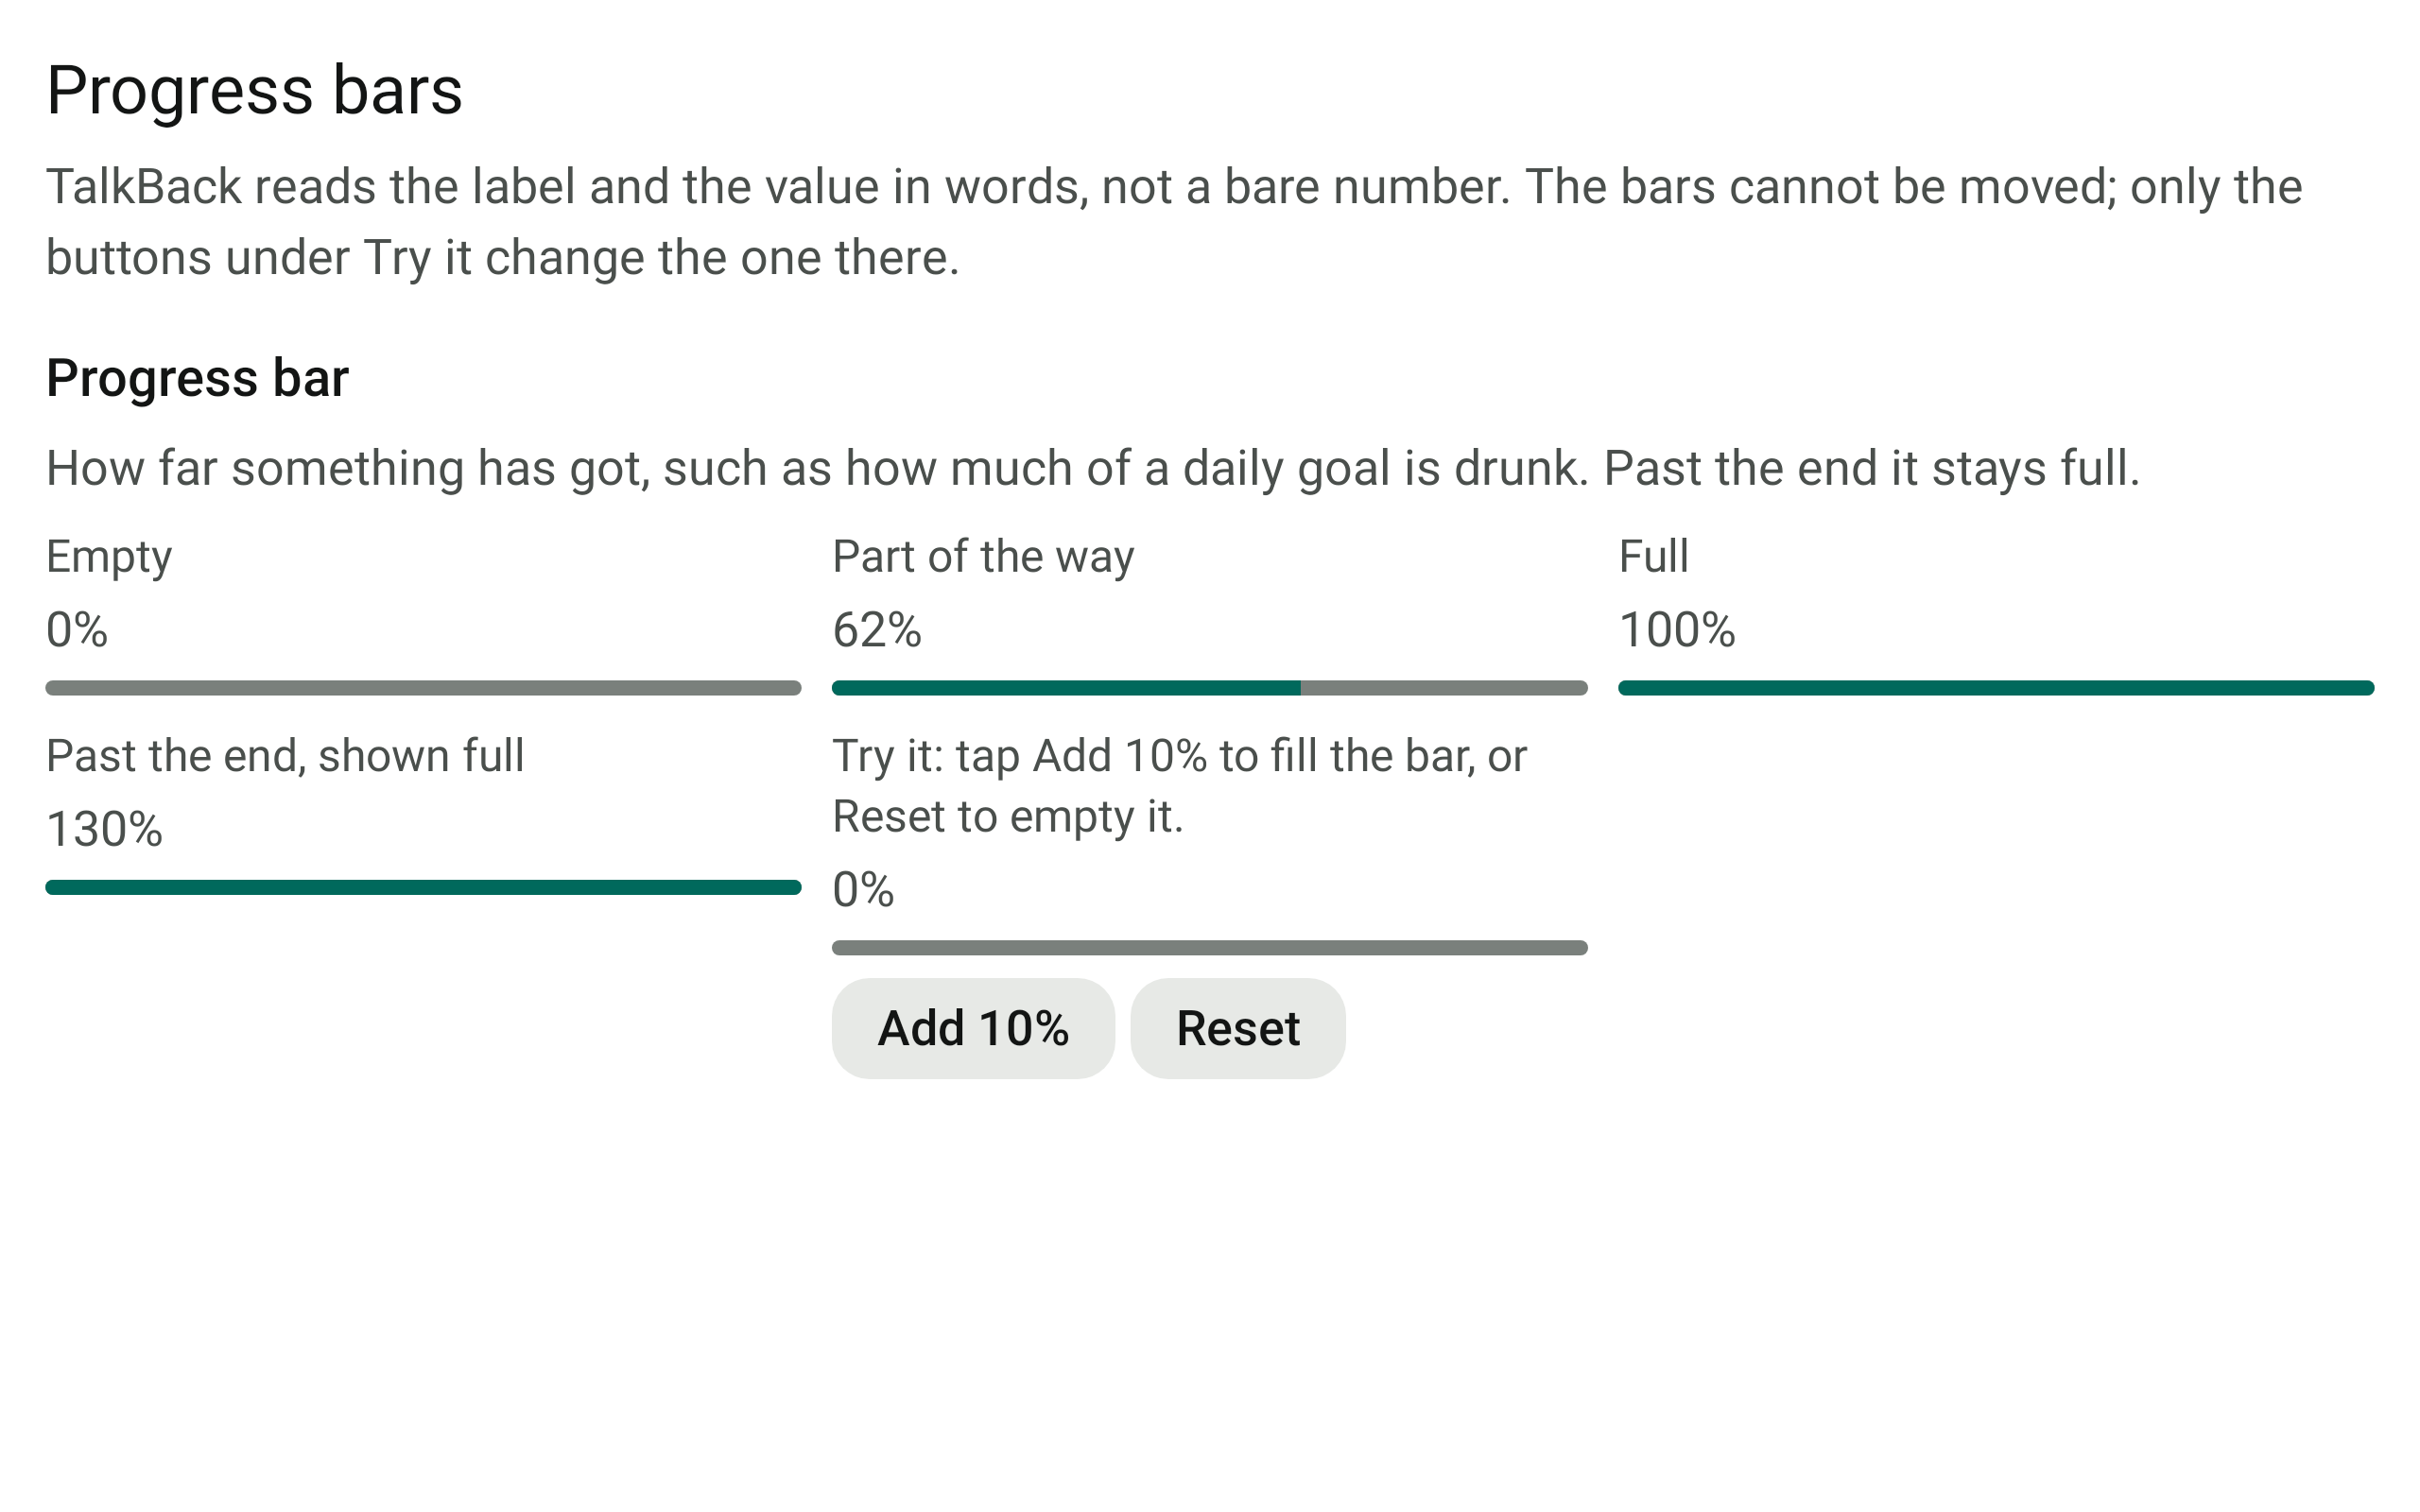 Progress bars
TalkBack reads the label and the value in words, not a bare number. The bars cannot be moved; only the
buttons under Try it change the one there.
Progress bar
How far something has got, such as how much of a daily goal is drunk. Past the end it stays full.
Empty
0%
Part of the way
62%
Full
100%
Past the end, shown full
130%
Try it: tap Add 10% to fill the bar, or
Reset to empty it.
0%
Add 10%
Reset